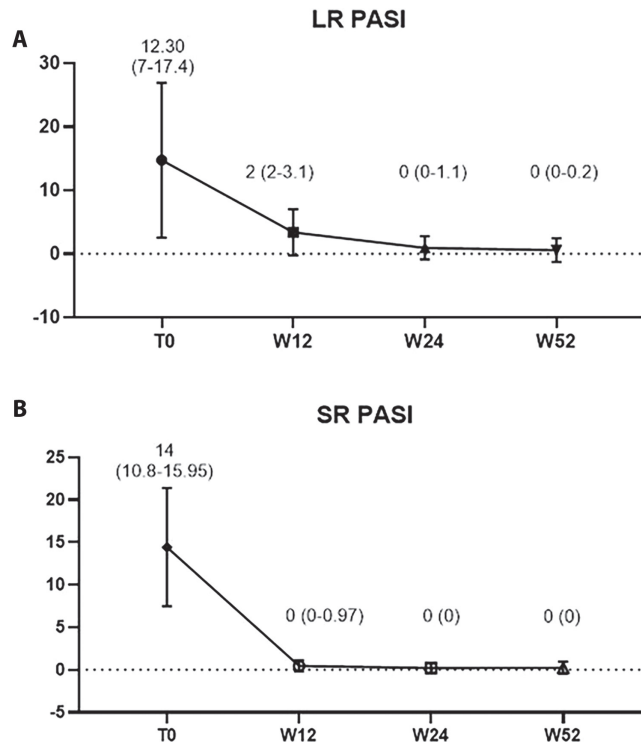 A
LR PASI
12.30
(7-17.4)
30
20
2 (2-3.1) 0 (0-1.1) 0 (0-0.2)
10
0
-10
T0 W12 W24 W52
B
SR PASI
14
(10.8-15.95)
25
20
15
10
0 (0-0.97) 0 (0) 0 (0)
5
0
-5
T0 W12 W24 W52